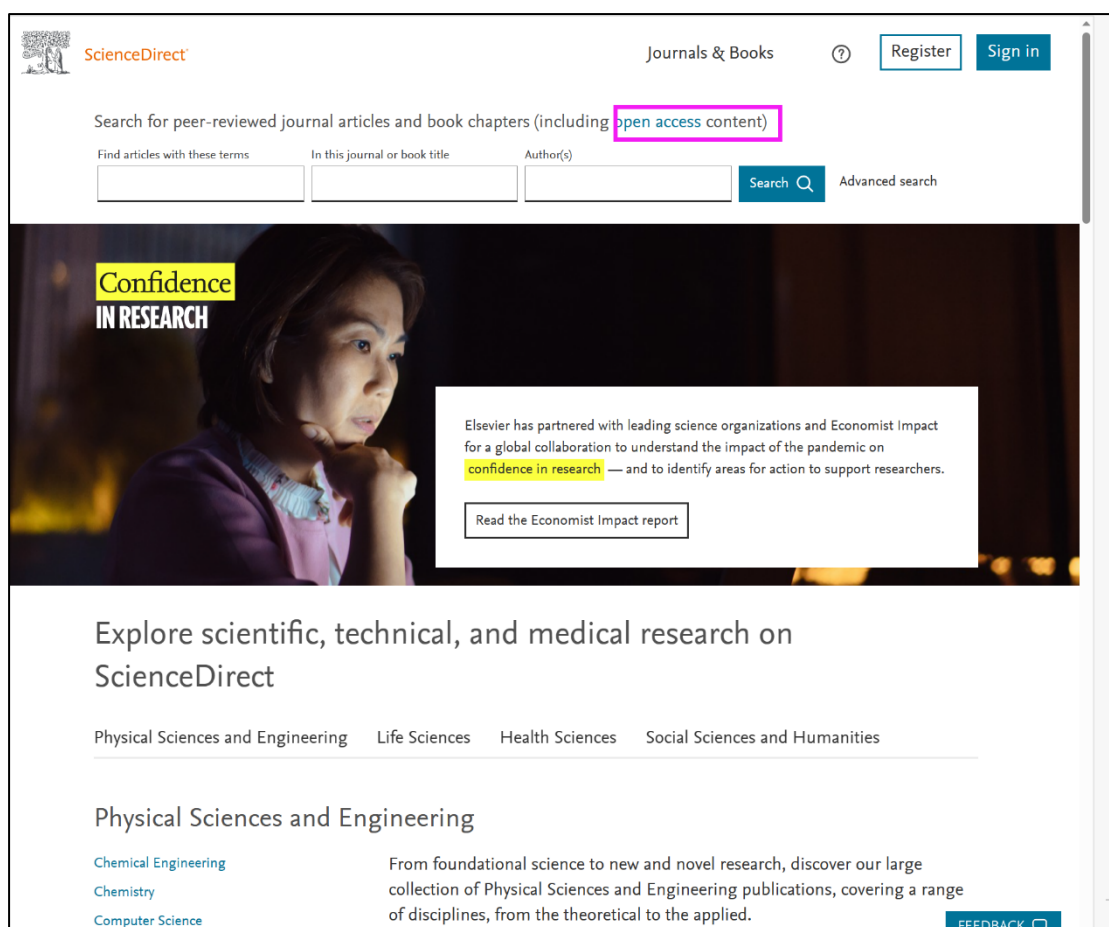 ScienceDirect
Journals & Books
?
Register
Sign in
Search for peer-reviewed journal articles and book chapters (including open access content)
Find articles with these terms
In this journal or book title
Author(s)
Search
Advanced search
Confidence
IN RESEARCH
Elsevier has partnered with leading science organizations and Economist Impact
for a global collaboration to understand the impact of the pandemic on
confidence in research — and to identify areas for action to support researchers.
Read the Economist Impact report
Explore scientific, technical, and medical research on
ScienceDirect
Physical Sciences and Engineering
Life Sciences
Health Sciences
Social Sciences and Humanities
Physical Sciences and Engineering
Chemical Engineering
Chemistry
Computer Science
From foundational science to new and novel research, discover our large
collection of Physical Sciences and Engineering publications, covering a range
of disciplines, from the theoretical to the applied.
FEEDBACK